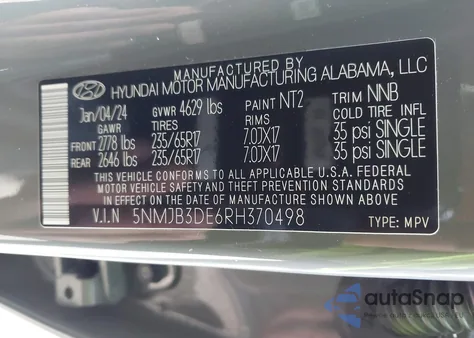 MANUFACTURED BY
HYUNDAI MOTOR MANUFACTURING ALABAMA, LLC
Jan/04/24 GVWR 4629 lbs PAINT NT2 TRIM NNB
GAWR TIRES RIMS COLD TIRE INFL
FRONT 2778 lbs 235/65R17 7.0JX17 35 psi SINGLE
REAR 2646 lbs 235/65R17 7.0JX17 35 psi SINGLE
THIS VEHICLE CONFORMS TO ALL APPLICABLE U.S.A. FEDERAL
MOTOR VEHICLE SAFETY AND THEFT PREVENTION STANDARDS
IN EFFECT ON THE DATE OF MANUFACTURE SHOWN ABOVE
V.I.N 5NMJB3DE6RH370498 TYPE: MPV
autoSnap